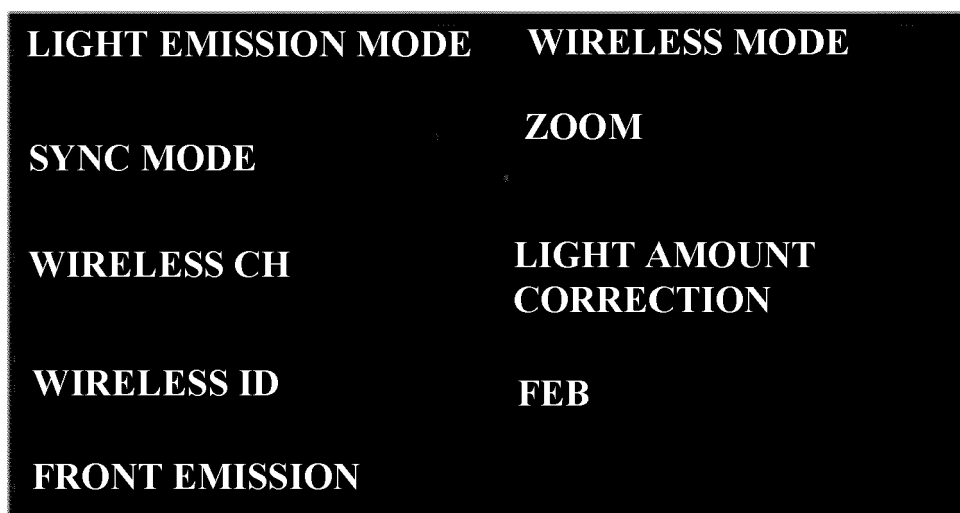 LIGHT EMISSION MODE
SYNC MODE
WIRELESS CH
WIRELESS ID
FRONT EMISSION
WIRELESS MODE
ZOOM
LIGHT AMOUNT
CORRECTION
FEB